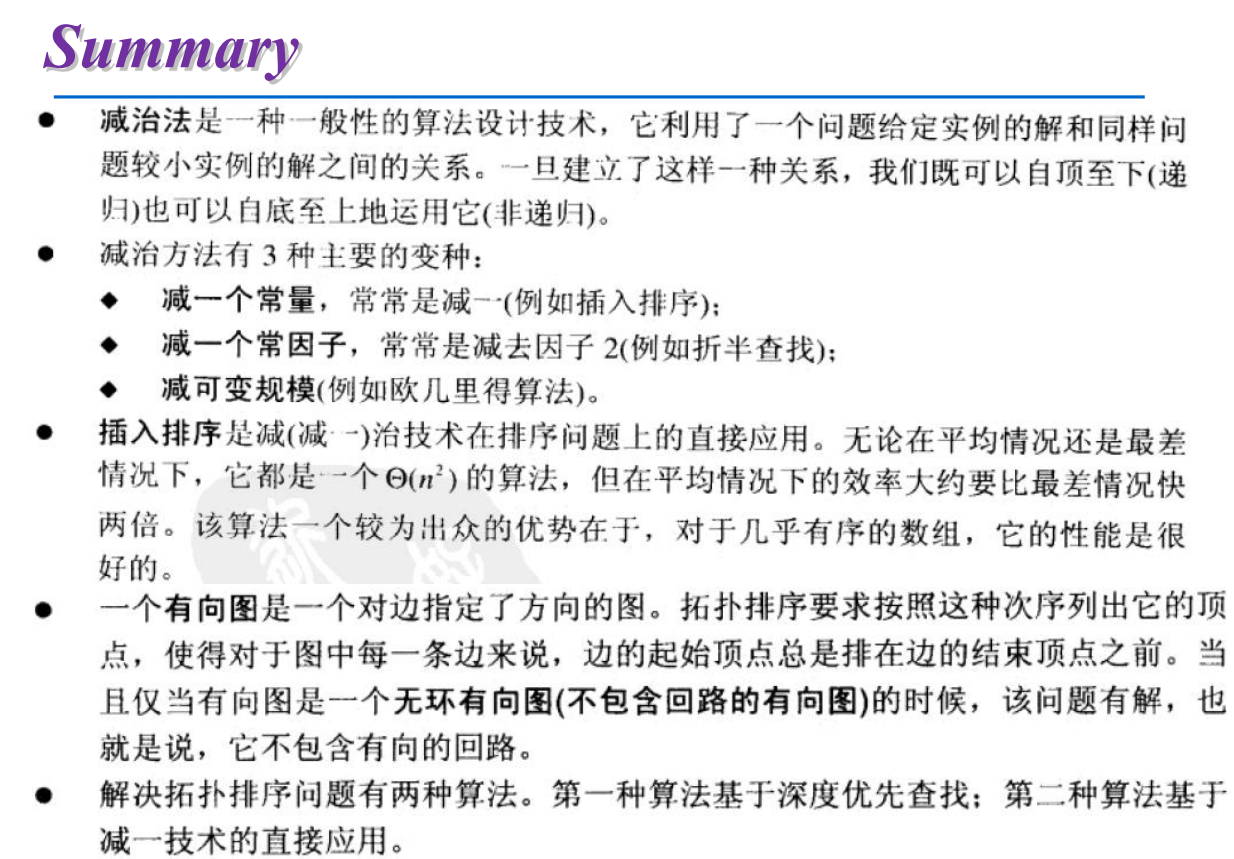 Summary
● 减治法是一种一般性的算法设计技术，它利用了一个问题给定实例的解和同样问
题较小实例的解之间的关系。一旦建立了这样一种关系，我们既可以自顶至下(递
归)也可以自底至上地运用它(非递归)。
● 减治方法有 3 种主要的变种：
◆ 减一个常量，常常是减一(例如插入排序)；
◆ 减一个常因子，常常是减去因子 2(例如折半查找)；
◆ 减可变规模(例如欧几里得算法)。
● 插入排序是减(减一)治技术在排序问题上的直接应用。无论在平均情况还是最差
情况下，它都是一个 Θ(n²) 的算法，但在平均情况下的效率大约要比最差情况快
两倍。该算法一个较为出众的优势在于，对于几乎有序的数组，它的性能是很
好的。
● 一个有向图是一个对边指定了方向的图。拓扑排序要求按照这种次序列出它的顶
点，使得对于图中每一条边来说，边的起始顶点总是排在边的结束顶点之前。当
且仅当有向图是一个无环有向图(不包含回路的有向图)的时候，该问题有解，也
就是说，它不包含有向的回路。
● 解决拓扑排序问题有两种算法。第一种算法基于深度优先查找；第二种算法基于
减一技术的直接应用。